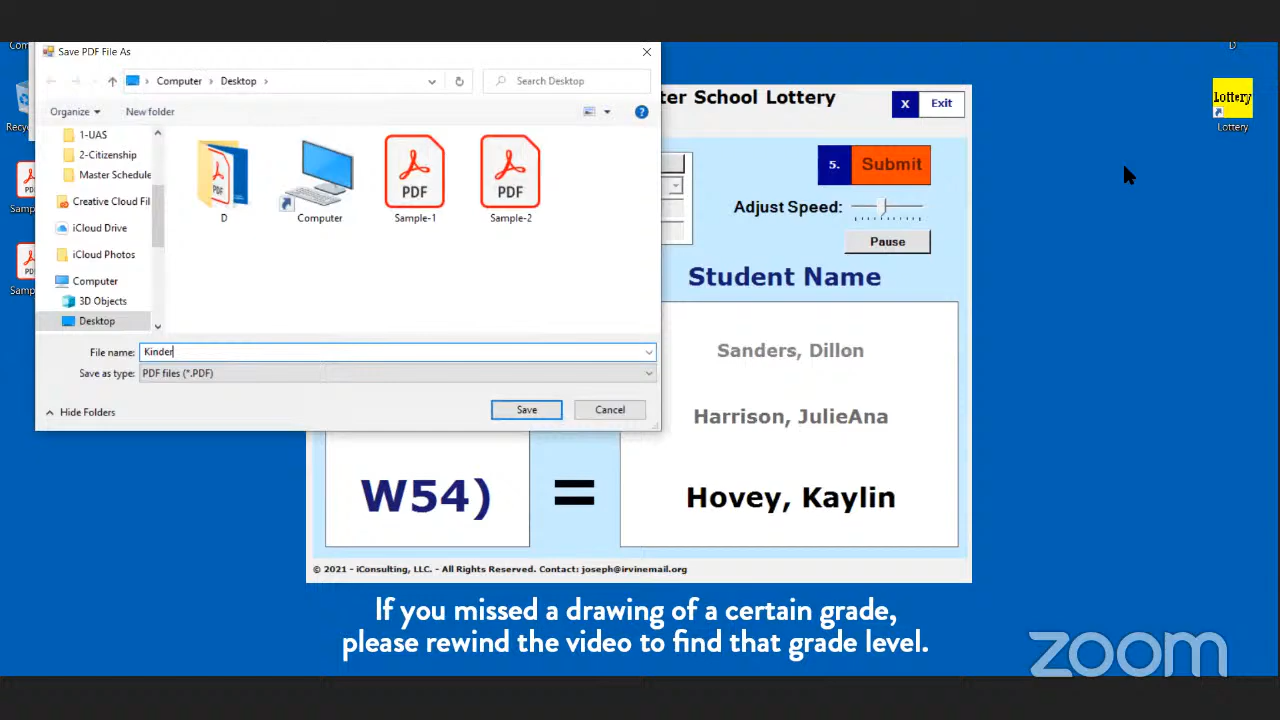 Save PDF File As
Computer
Desktop
Search Desktop
Organize
New folder
1-UAS
2-Citizenship
Master Schedule
Creative Cloud Fil
iCloud Drive
iCloud Photos
Computer
3D Objects
Desktop
D
Computer
PDF
Sample-1
PDF
Sample-2
File name:
Kinder
Save as type:
PDF files (*.PDF)
Hide Folders
Save
Cancel
ter School Lottery
X
Exit
5.
Submit
Adjust Speed:
Pause
Student Name
Sanders, Dillon
Harrison, JulieAna
W54)
=
Hovey, Kaylin
© 2021 - iConsulting, LLC. - All Rights Reserved. Contact: joseph@irvinemail.org
Lottery
Lottery
If you missed a drawing of a certain grade,
please rewind the video to find that grade level.
zoom